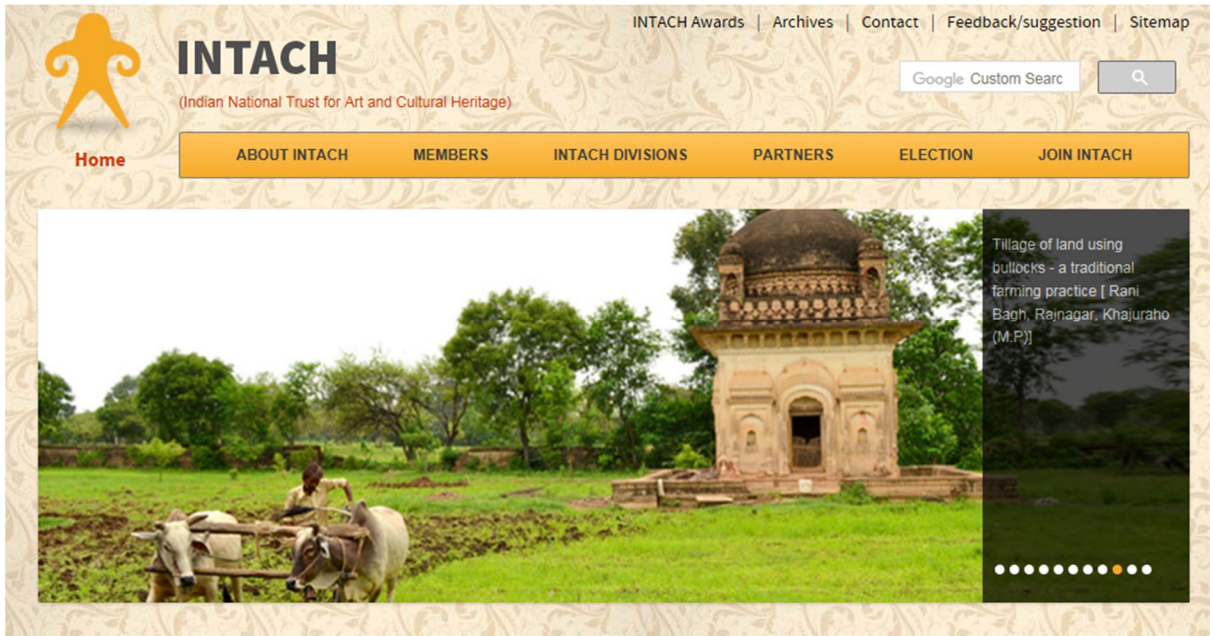 INTACH Awards | Archives | Contact | Feedback/suggestion | Sitemap
INTACH
(Indian National Trust for Art and Cultural Heritage)
Google Custom Searc
Home
ABOUT INTACH MEMBERS INTACH DIVISIONS PARTNERS ELECTION JOIN INTACH
Tillage of land using
bullocks - a traditional
farming practice [ Rani
Bagh, Rajnagar, Khajuraho
(M.P)]